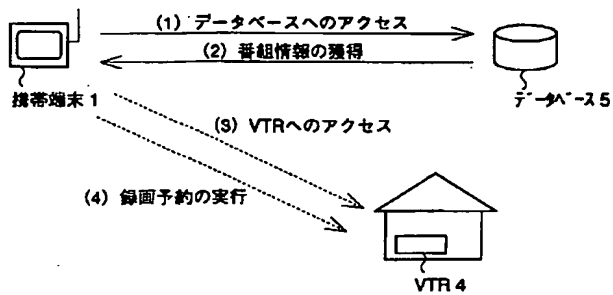 (1) データベースへのアクセス
(2) 番組情報の獲得
携帯端末 1
データベース 5
(3) VTRへのアクセス
(4) 録画予約の実行
VTR 4